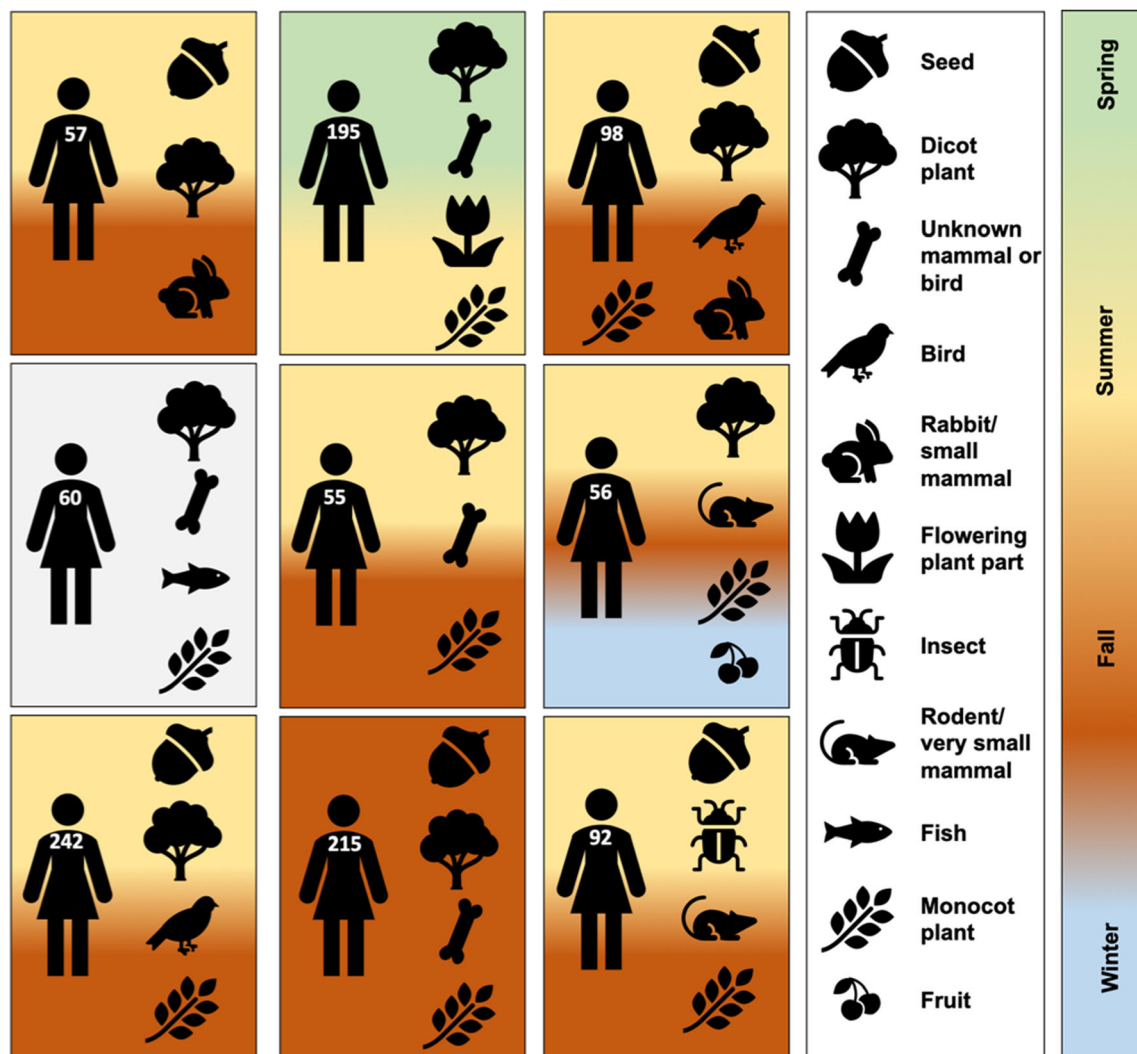 57
195
98
60
55
56
242
215
92
Seed
Dicot
plant
Unknown
mammal or
bird
Bird
Rabbit/
small
mammal
Flowering
plant part
Insect
Rodent/
very small
mammal
Fish
Monocot
plant
Fruit
Spring
Summer
Fall
Winter